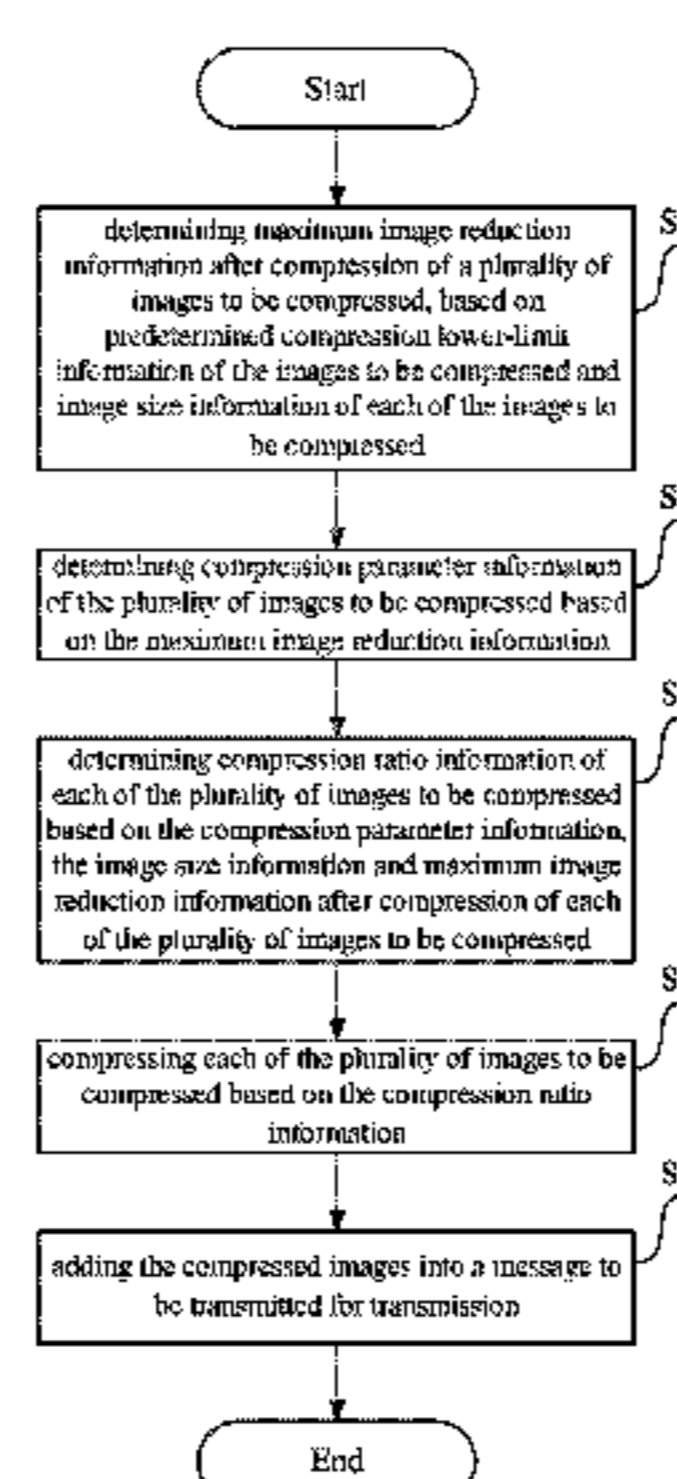 Start
S
determining maximum image reduction
information after compression of a plurality of
images to be compressed, based on
predetermined compression lower-limit
information of the images to be compressed and
image size information of each of the images to
be compressed
S
determining compression parameter information
of the plurality of images to be compressed based
on the maximum image reduction information
S
determining compression ratio information of
each of the plurality of images to be compressed
based on the compression parameter information,
the image size information and maximum image
reduction information after compression of each
of the plurality of images to be compressed
S
compressing each of the plurality of images to be
compressed based on the compression ratio
information
S
adding the compressed images into a message to
be transmitted for transmission
End